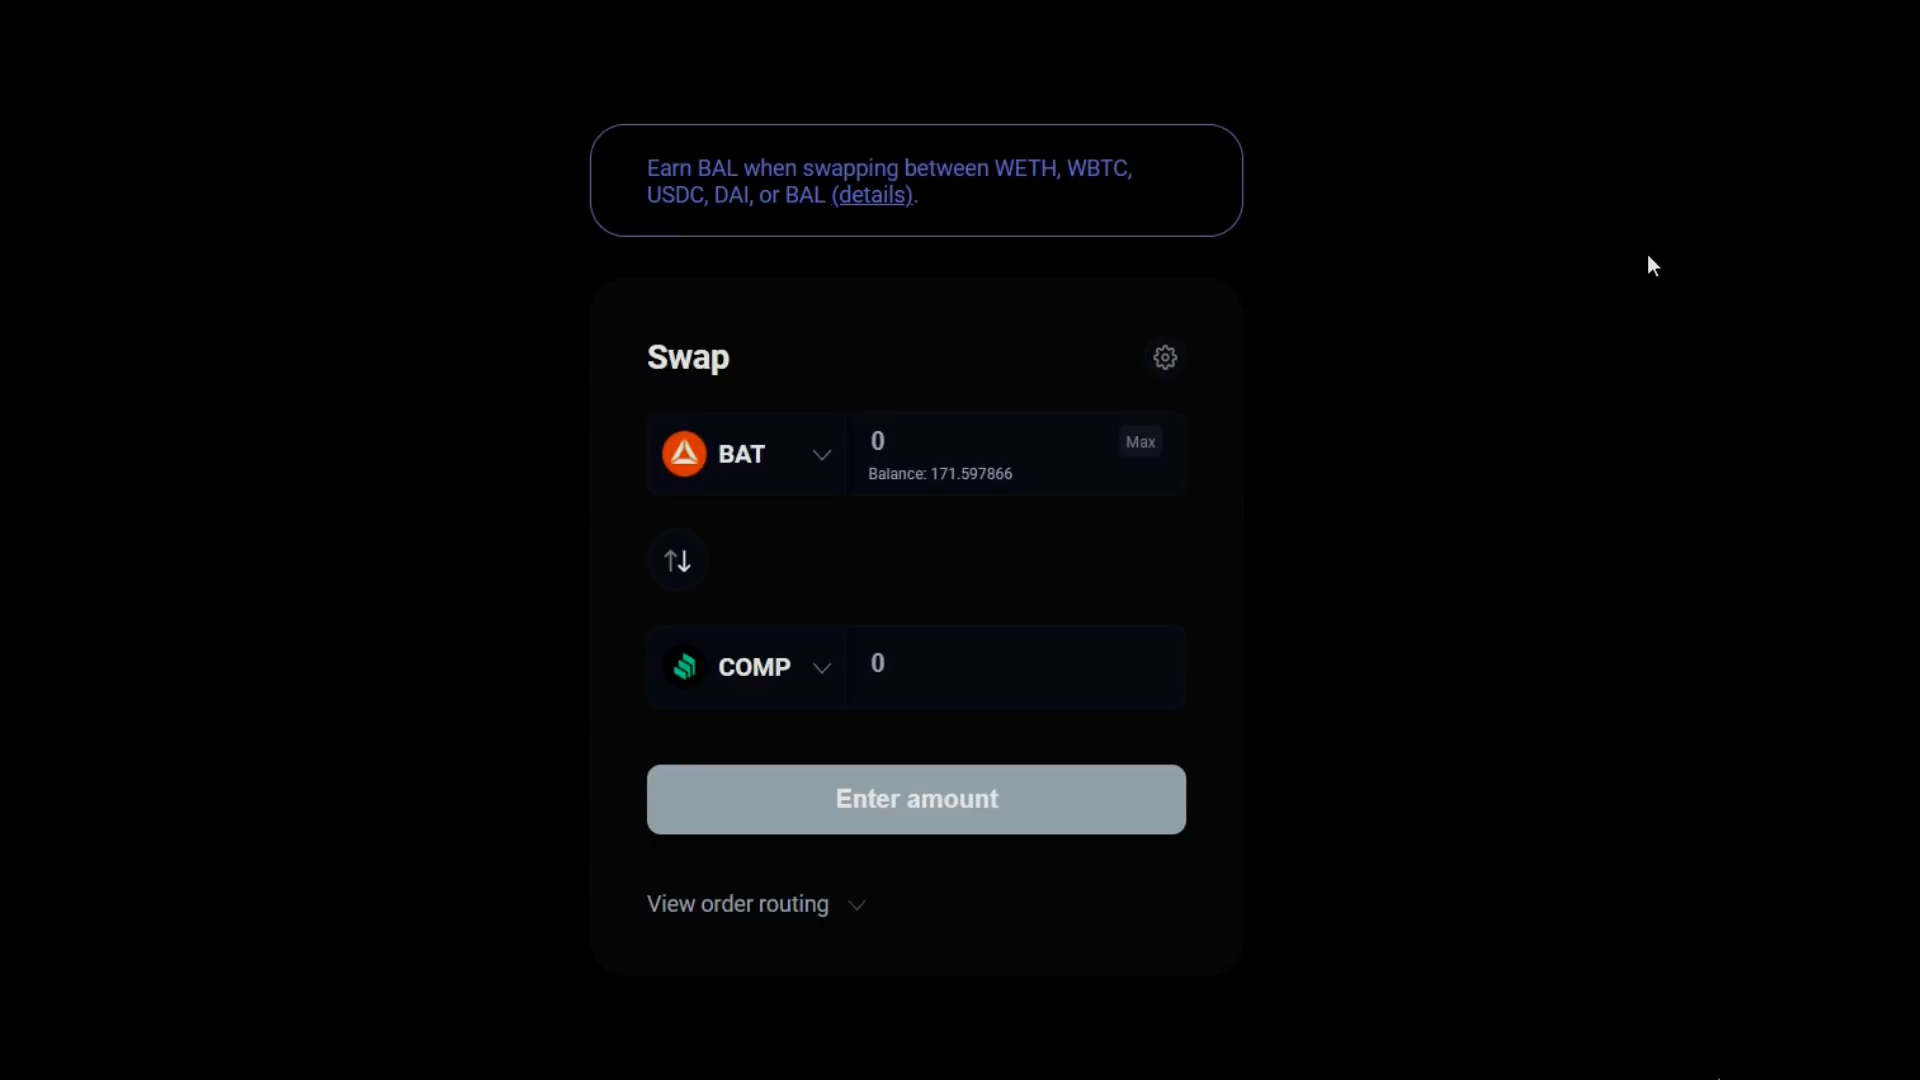 Earn BAL when swapping between WETH, WBTC,
USDC, DAI, or BAL (details).
Swap
BAT
0
Max
Balance: 171.597866
COMP
0
Enter amount
View order routing